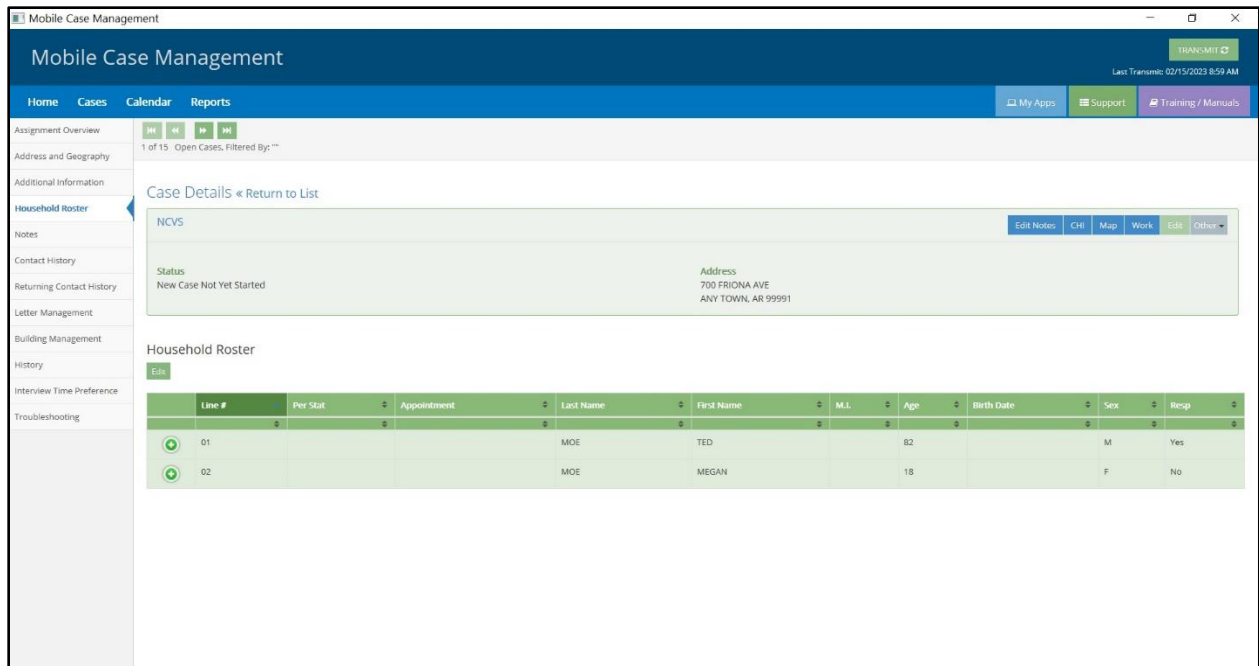 Mobile Case Management
Mobile Case Management
TRANSMIT
Last Transmit: 02/15/2023 8:59 AM
Home Cases Calendar Reports My Apps Support Training / Manuals
Assignment Overview
Address and Geography
Additional Information
Household Roster
Notes
Contact History
Returning Contact History
Letter Management
Building Management
History
Interview Time Preference
Troubleshooting
1 of 15 Open Cases, Filtered By: ""
Case Details « Return to List
NCVS Edit Notes CHI Map Work Edit Other
Status Address
New Case Not Yet Started 700 FRIONA AVE
ANY TOWN, AR 99991
Household Roster
Edit
Line # Per Stat Appointment Last Name First Name M.I. Age Birth Date Sex Resp
01 MOE TED 82 M Yes
02 MOE MEGAN 18 F No